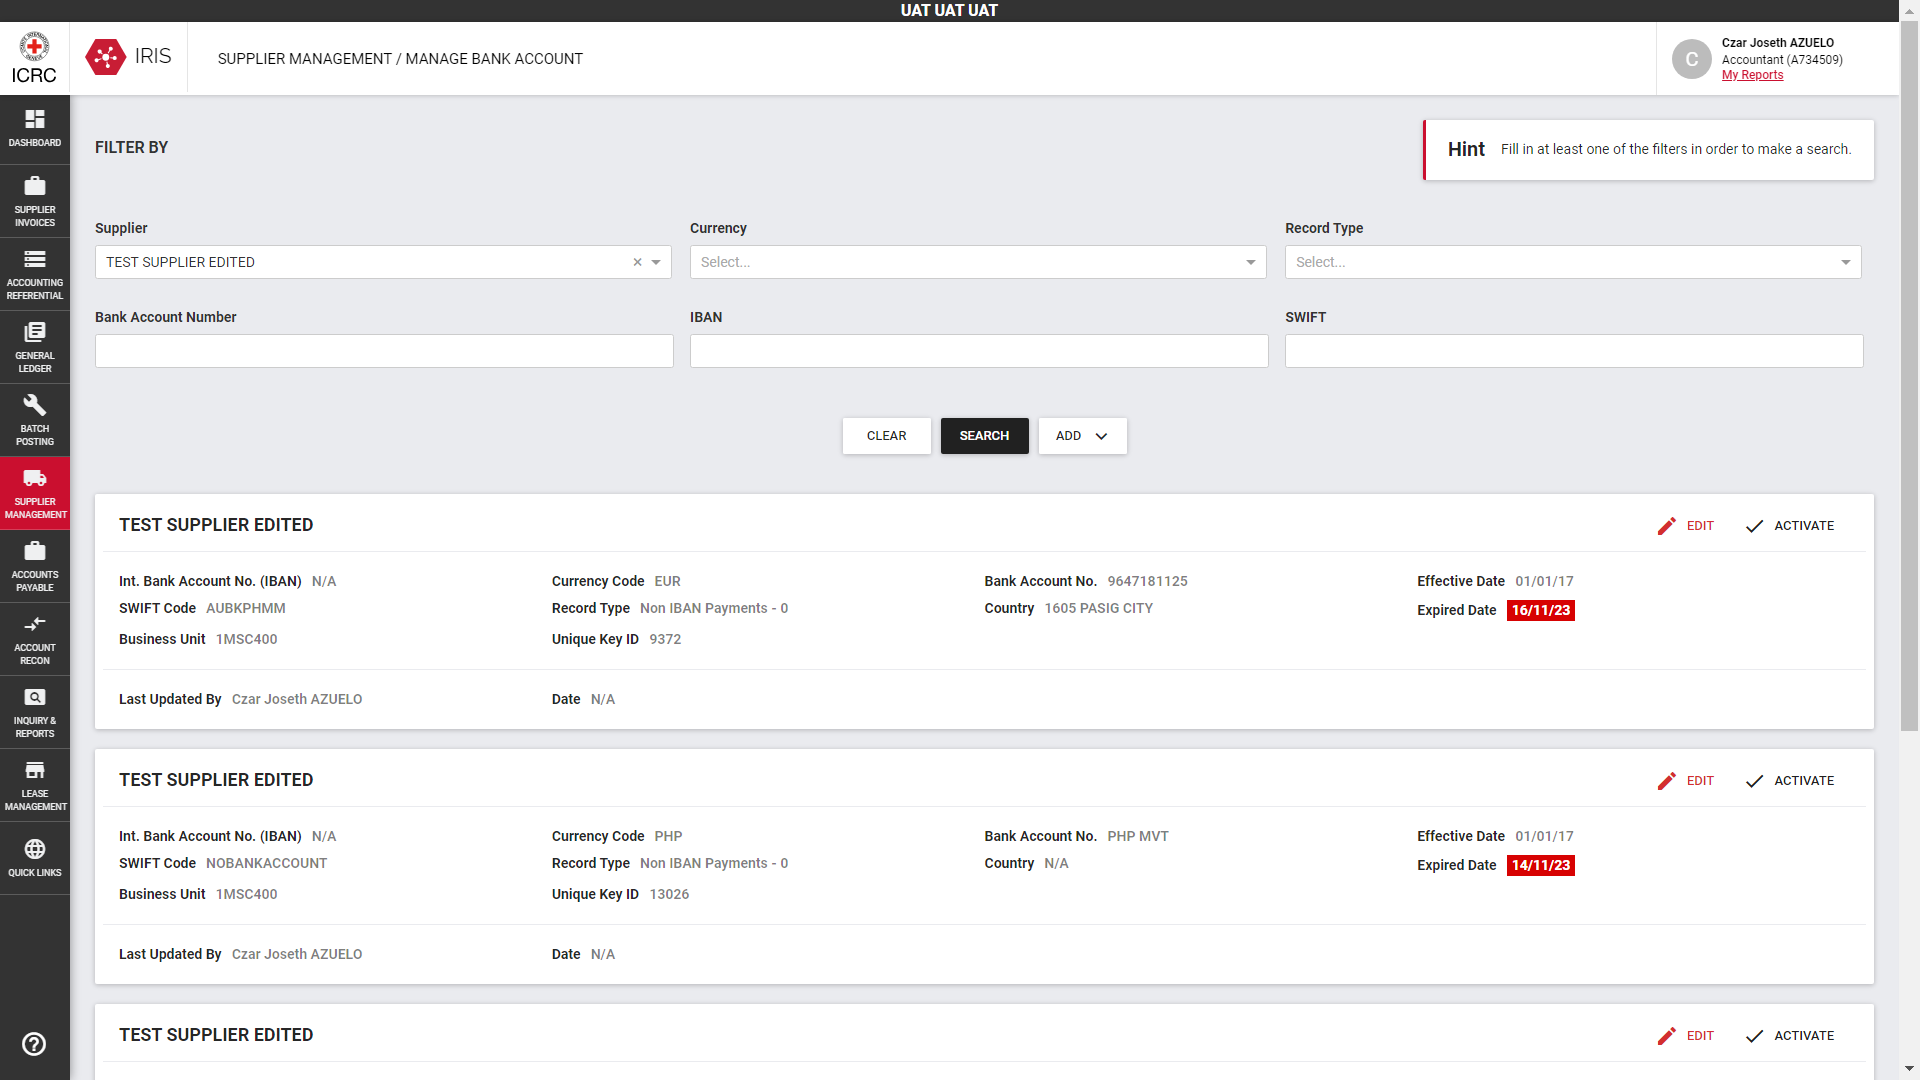 UAT UAT UAT
ICRC
IRIS
SUPPLIER MANAGEMENT / MANAGE BANK ACCOUNT
C
Czar Joseth AZUELO
Accountant (A734509)
My Reports
DASHBOARD
SUPPLIER
INVOICES
ACCOUNTING
REFERENTIAL
GENERAL
LEDGER
BATCH
POSTING
SUPPLIER
MANAGEMENT
ACCOUNTS
PAYABLE
ACCOUNT
RECON
INQUIRY &
REPORTS
LEASE
MANAGEMENT
QUICK LINKS
FILTER BY
Hint Fill in at least one of the filters in order to make a search.
Supplier Currency Record Type
TEST SUPPLIER EDITED Select... Select...
Bank Account Number IBAN SWIFT
CLEAR SEARCH ADD
TEST SUPPLIER EDITED EDIT ACTIVATE
Int. Bank Account No. (IBAN) N/A Currency Code EUR Bank Account No. 9647181125 Effective Date 01/01/17
SWIFT Code AUBKPHMM Record Type Non IBAN Payments - 0 Country 1605 PASIG CITY Expired Date 16/11/23
Business Unit 1MSC400 Unique Key ID 9372
Last Updated By Czar Joseth AZUELO Date N/A
TEST SUPPLIER EDITED EDIT ACTIVATE
Int. Bank Account No. (IBAN) N/A Currency Code PHP Bank Account No. PHP MVT Effective Date 01/01/17
SWIFT Code NOBANKACCOUNT Record Type Non IBAN Payments - 0 Country N/A Expired Date 14/11/23
Business Unit 1MSC400 Unique Key ID 13026
Last Updated By Czar Joseth AZUELO Date N/A
TEST SUPPLIER EDITED EDIT ACTIVATE